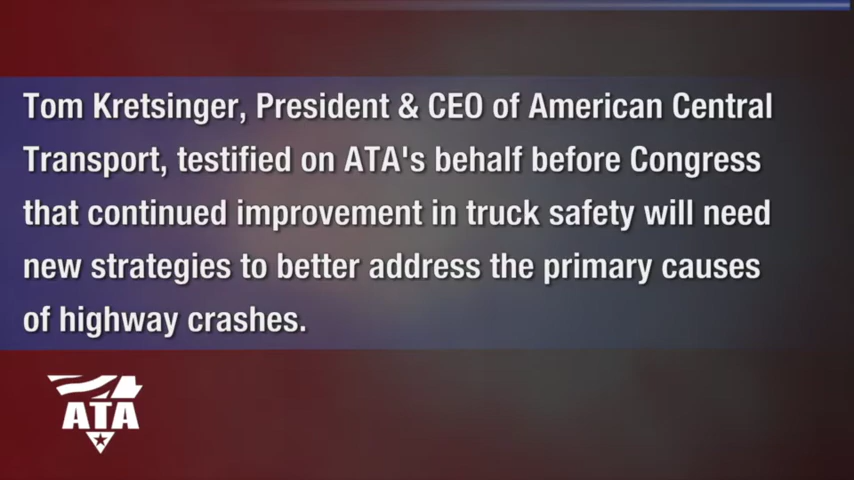 Tom Kretsinger, President & CEO of American Central
Transport, testified on ATA's behalf before Congress
that continued improvement in truck safety will need
new strategies to better address the primary causes
of highway crashes.
ATA